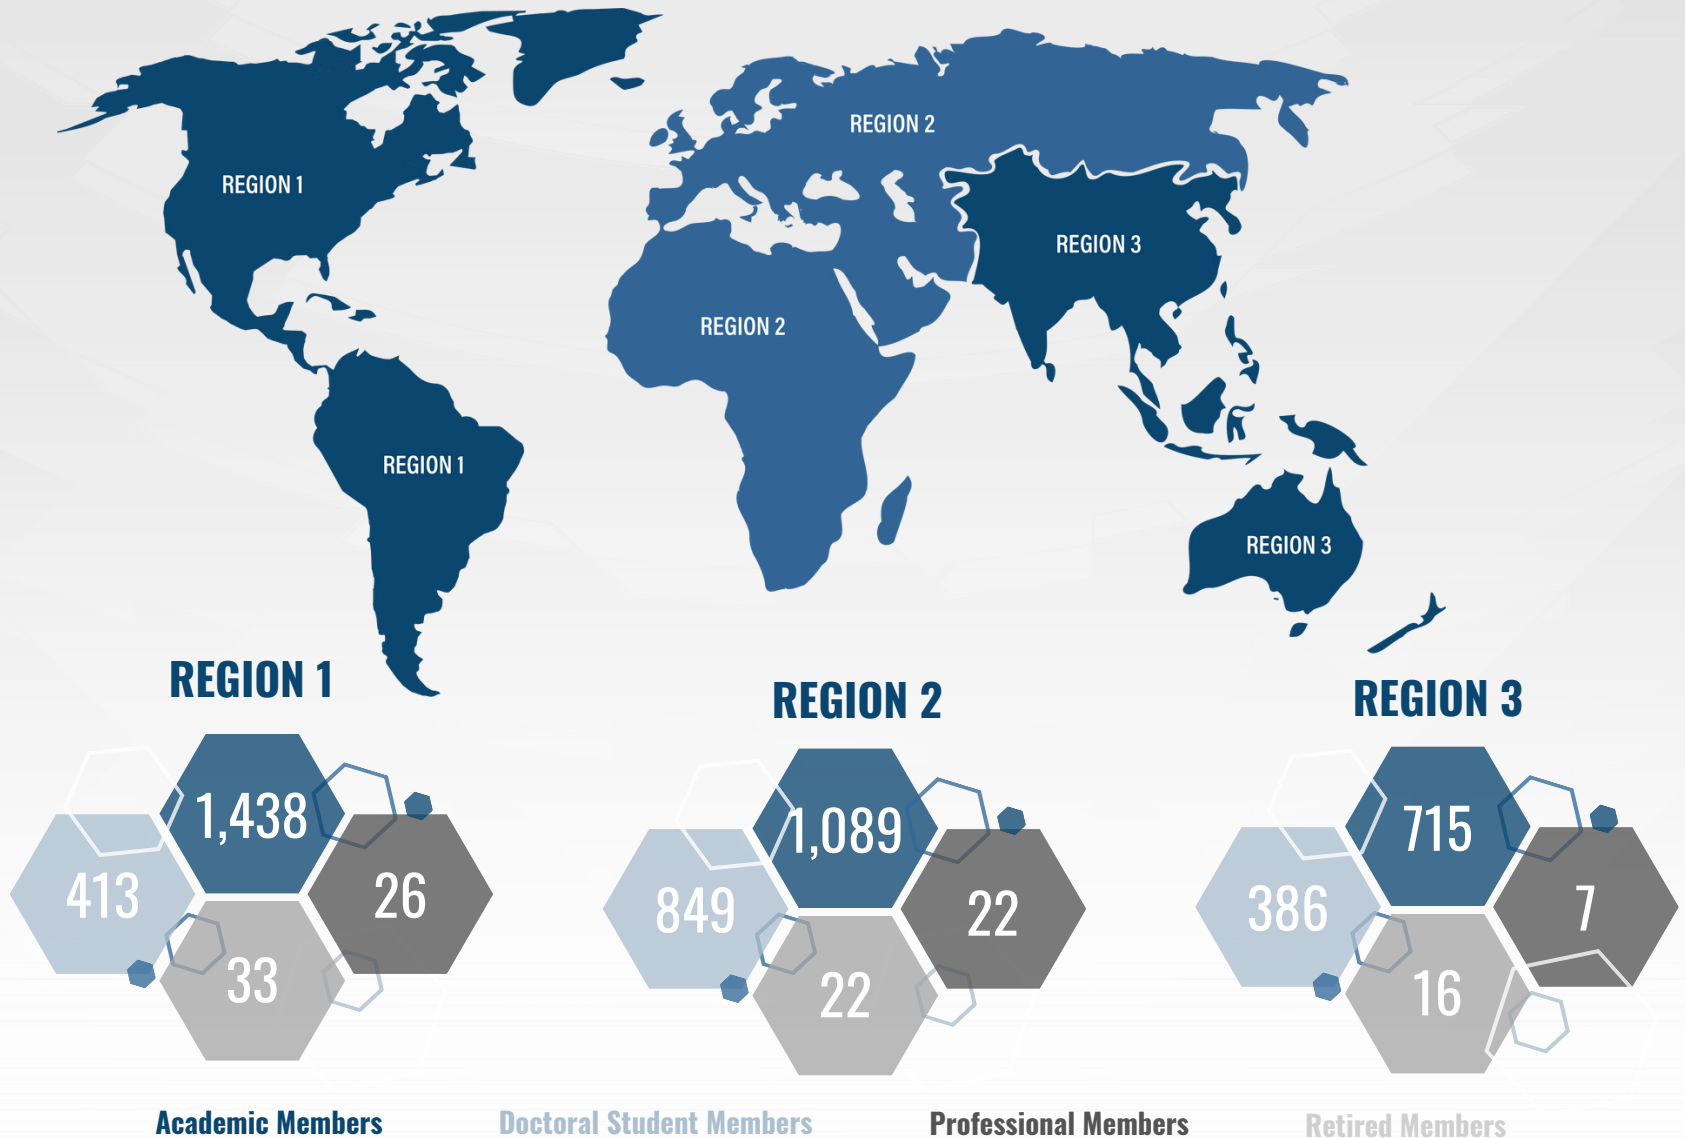 REGION 2
REGION 1
REGION 3
REGION 2
REGION 1
REGION 3
REGION 1
REGION 2
REGION 3
1,438
413
26
33
1,089
849
22
22
715
386
7
16
Academic Members
Doctoral Student Members
Professional Members
Retired Members